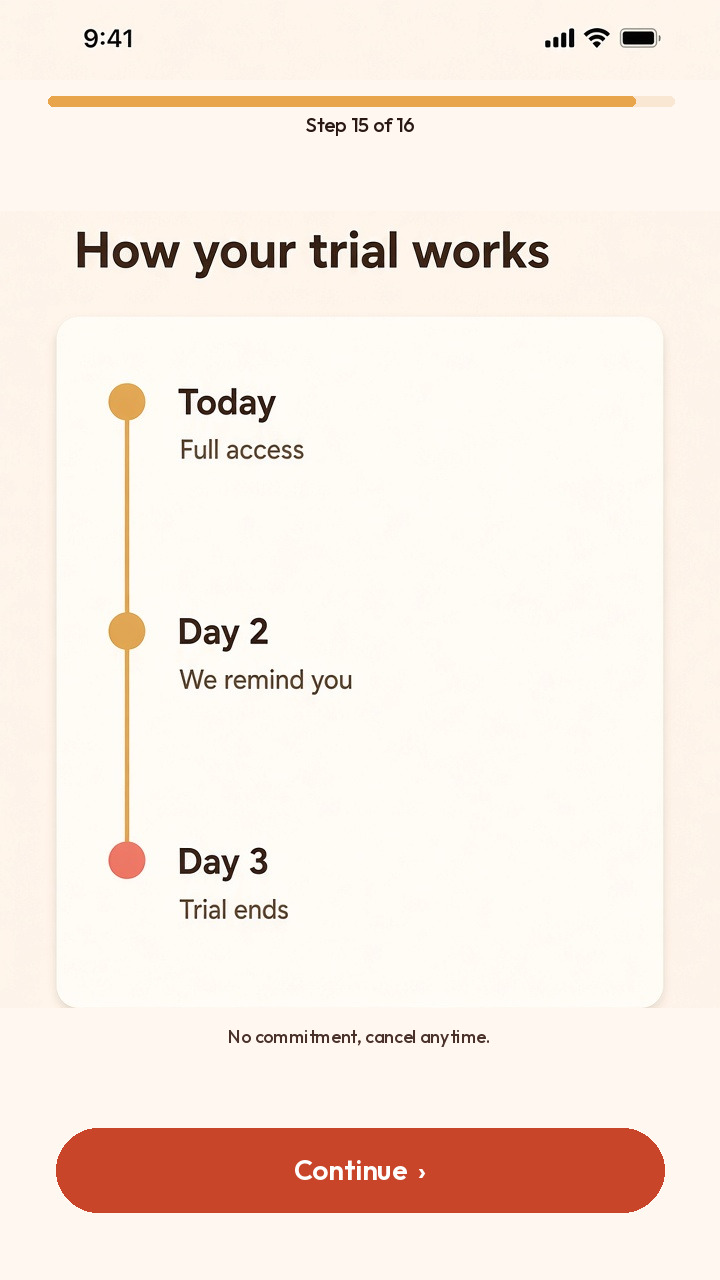 9:41
Step 15 of 16
How your trial works
Today
Full access
Day 2
We remind you
Day 3
Trial ends
No commitment, cancel anytime.
Continue ›